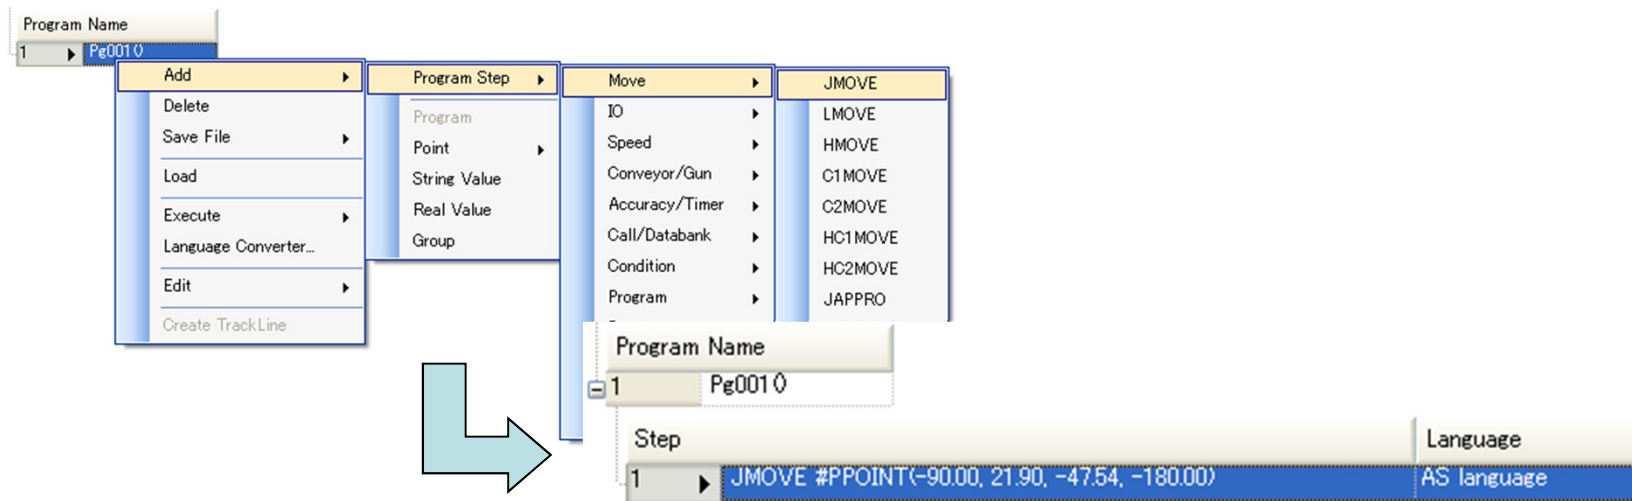 Program Name
1 Pg001()
Add
Delete
Save File
Load
Execute
Language Converter...
Edit
Create TrackLine
Program Step
Program
Point
String Value
Real Value
Group
Move
IO
Speed
Conveyor/Gun
Accuracy/Timer
Call/Databank
Condition
Program
JMOVE
LMOVE
HMOVE
C1MOVE
C2MOVE
HC1MOVE
HC2MOVE
JAPPRO
Program Name
1 Pg001()
Step Language
1 JMOVE #PPOINT(-90.00, 21.90, -47.54, -180.00) AS language